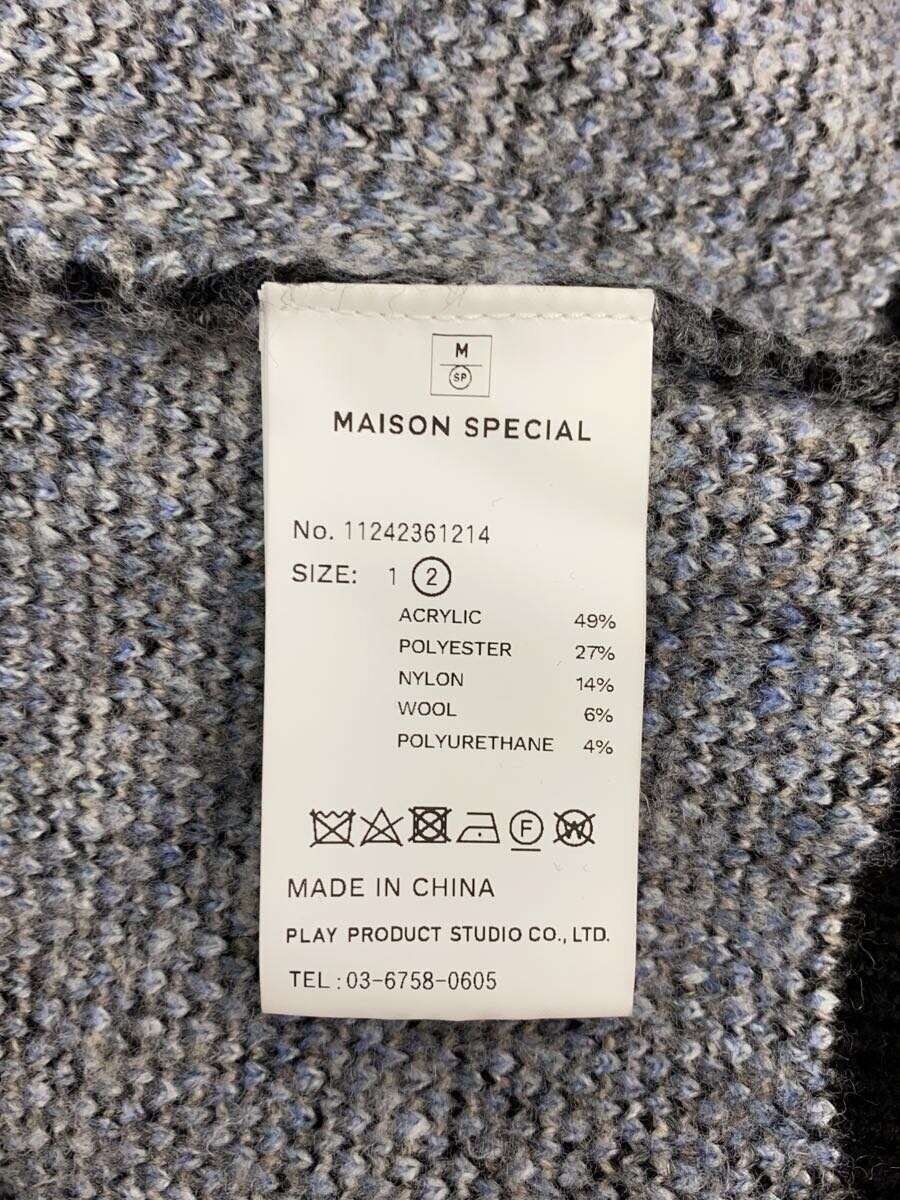 M
SP
MAISON SPECIAL
No. 11242361214
SIZE: 1 2
ACRYLIC 49%
POLYESTER 27%
NYLON 14%
WOOL 6%
POLYURETHANE 4%
F W
MADE IN CHINA
PLAY PRODUCT STUDIO CO., LTD.
TEL : 03-6758-0605